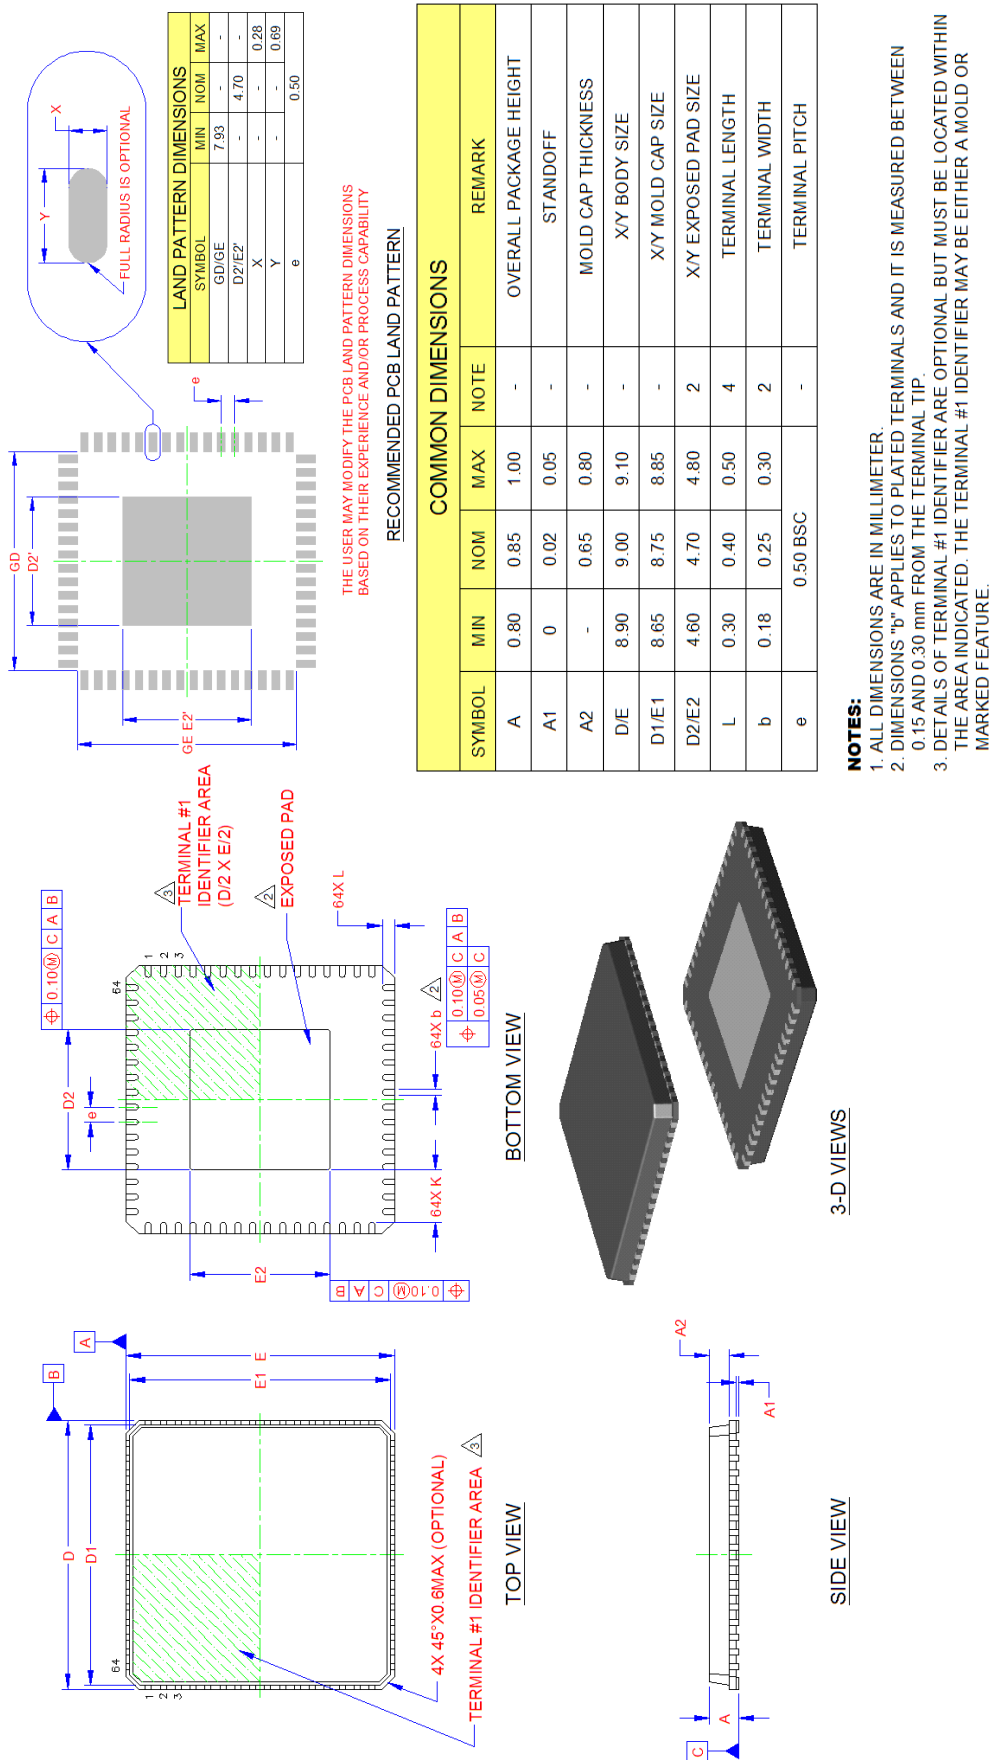 D
D1
64
1
2
3
B
A
E1
E
4X 45°X0.6MAX (OPTIONAL)
TERMINAL #1 IDENTIFIER AREA 3
TOP VIEW
D2
e
0.10 M C A B
64
1
2
3
3
TERMINAL #1
IDENTIFIER AREA
(D/2 X E/2)
2
EXPOSED PAD
64X L
E2
0.10 M C A B
64X K
64X b 2
0.10 M C A B
0.05 M C
BOTTOM VIEW
GD
D2'
GE E2'
e
Y
X
FULL RADIUS IS OPTIONAL
LAND PATTERN DIMENSIONS
SYMBOL MIN NOM MAX
GD/GE 7.93 - -
D2'/E2' - 4.70 -
X - - 0.28
Y - - 0.69
e 0.50
THE USER MAY MODIFY THE PCB LAND PATTERN DIMENSIONS
BASED ON THEIR EXPERIENCE AND/OR PROCESS CAPABILITY
RECOMMENDED PCB LAND PATTERN
C
A
A1
A2
SIDE VIEW
3-D VIEWS
COMMON DIMENSIONS
SYMBOL MIN NOM MAX NOTE REMARK
A 0.80 0.85 1.00 - OVERALL PACKAGE HEIGHT
A1 0 0.02 0.05 - STANDOFF
A2 - 0.65 0.80 - MOLD CAP THICKNESS
D/E 8.90 9.00 9.10 - X/Y BODY SIZE
D1/E1 8.65 8.75 8.85 - X/Y MOLD CAP SIZE
D2/E2 4.60 4.70 4.80 2 X/Y EXPOSED PAD SIZE
L 0.30 0.40 0.50 4 TERMINAL LENGTH
b 0.18 0.25 0.30 2 TERMINAL WIDTH
e 0.50 BSC - TERMINAL PITCH
NOTES:
1. ALL DIMENSIONS ARE IN MILLIMETER.
2. DIMENSIONS "b" APPLIES TO PLATED TERMINALS AND IT IS MEASURED BETWEEN
0.15 AND 0.30 mm FROM THE TERMINAL TIP.
3. DETAILS OF TERMINAL #1 IDENTIFIER ARE OPTIONAL BUT MUST BE LOCATED WITHIN
THE AREA INDICATED. THE TERMINAL #1 IDENTIFIER MAY BE EITHER A MOLD OR
MARKED FEATURE.